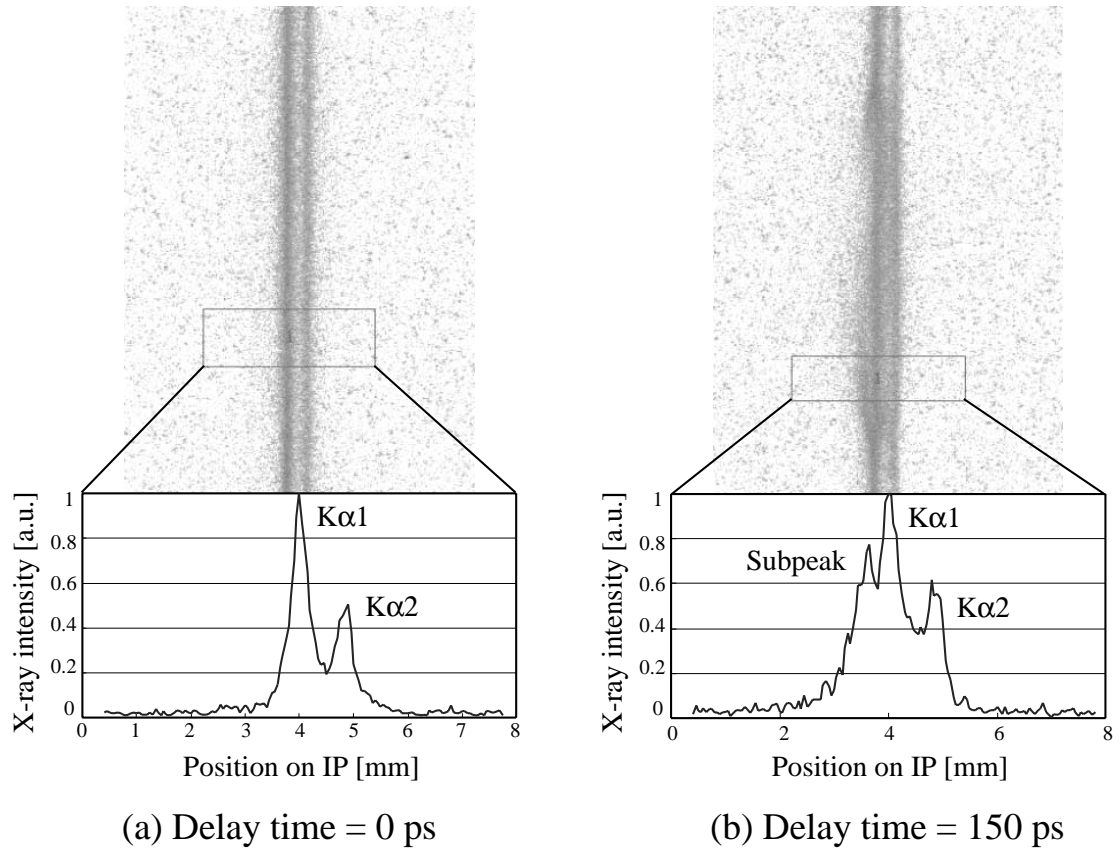 X-ray intensity [a.u.]
1
0.8
0.6
0.4
0.2
0
Kα1
Kα2
0 1 2 3 4 5 6 7 8
Position on IP [mm]
(a) Delay time = 0 ps
X-ray intensity [a.u.]
1
0.8
0.6
0.4
0.2
0
Subpeak
Kα1
Kα2
0 2 4 6 8
Position on IP [mm]
(b) Delay time = 150 ps